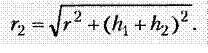 r₂ = √(r² + (h₁ + h₂)²).